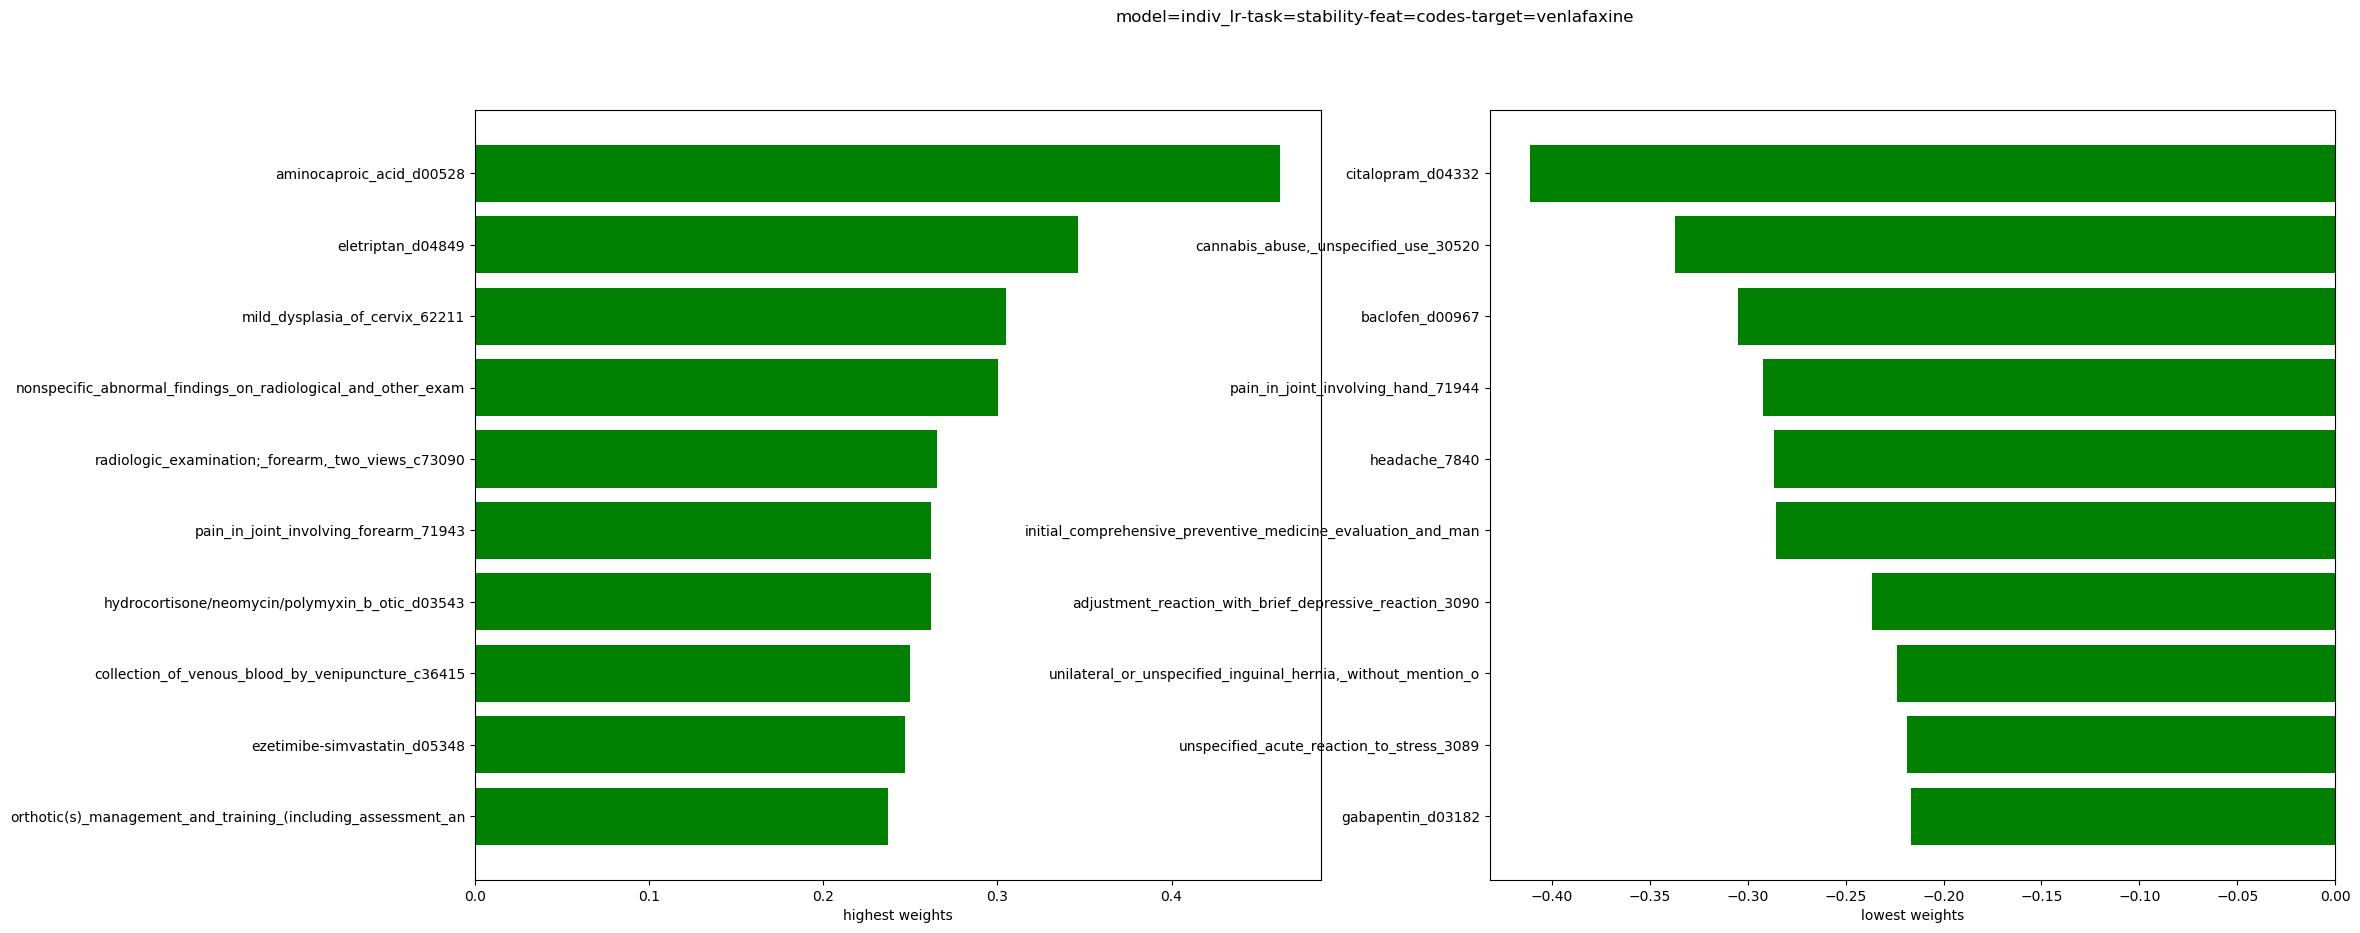 model=indiv_lr-task=stability-feat=codes-target=venlafaxine
aminocaproic_acid_d00528
eletriptan_d04849
mild_dysplasia_of_cervix_62211
nonspecific_abnormal_findings_on_radiological_and_other_exam
radiologic_examination;_forearm,_two_views_c73090
pain_in_joint_involving_forearm_71943
hydrocortisone/neomycin/polymyxin_b_otic_d03543
collection_of_venous_blood_by_venipuncture_c36415
ezetimibe-simvastatin_d05348
orthotic(s)_management_and_training_(including_assessment_an
0.0 0.1 0.2 0.3 0.4
highest weights
citalopram_d04332
cannabis_abuse,_unspecified_use_30520
baclofen_d00967
pain_in_joint_involving_hand_71944
headache_7840
initial_comprehensive_preventive_medicine_evaluation_and_man
adjustment_reaction_with_brief_depressive_reaction_3090
unilateral_or_unspecified_inguinal_hernia,_without_mention_o
unspecified_acute_reaction_to_stress_3089
gabapentin_d03182
−0.40 −0.35 −0.30 −0.25 −0.20 −0.15 −0.10 −0.05 0.00
lowest weights